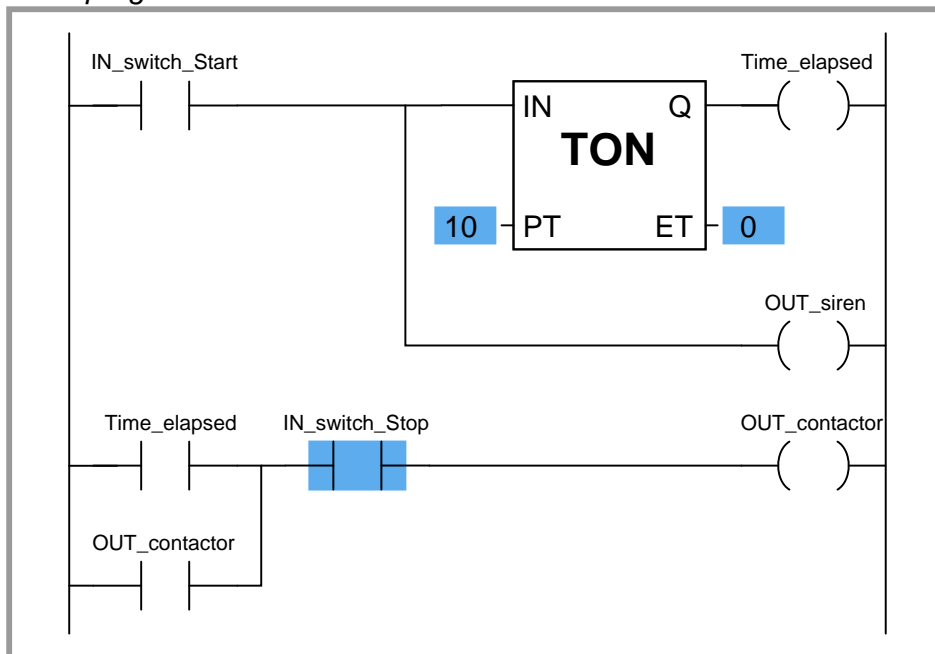 IN_switch_Start
Time_elapsed
IN Q
TON
10 PT ET 0
OUT_siren
Time_elapsed IN_switch_Stop OUT_contactor
OUT_contactor